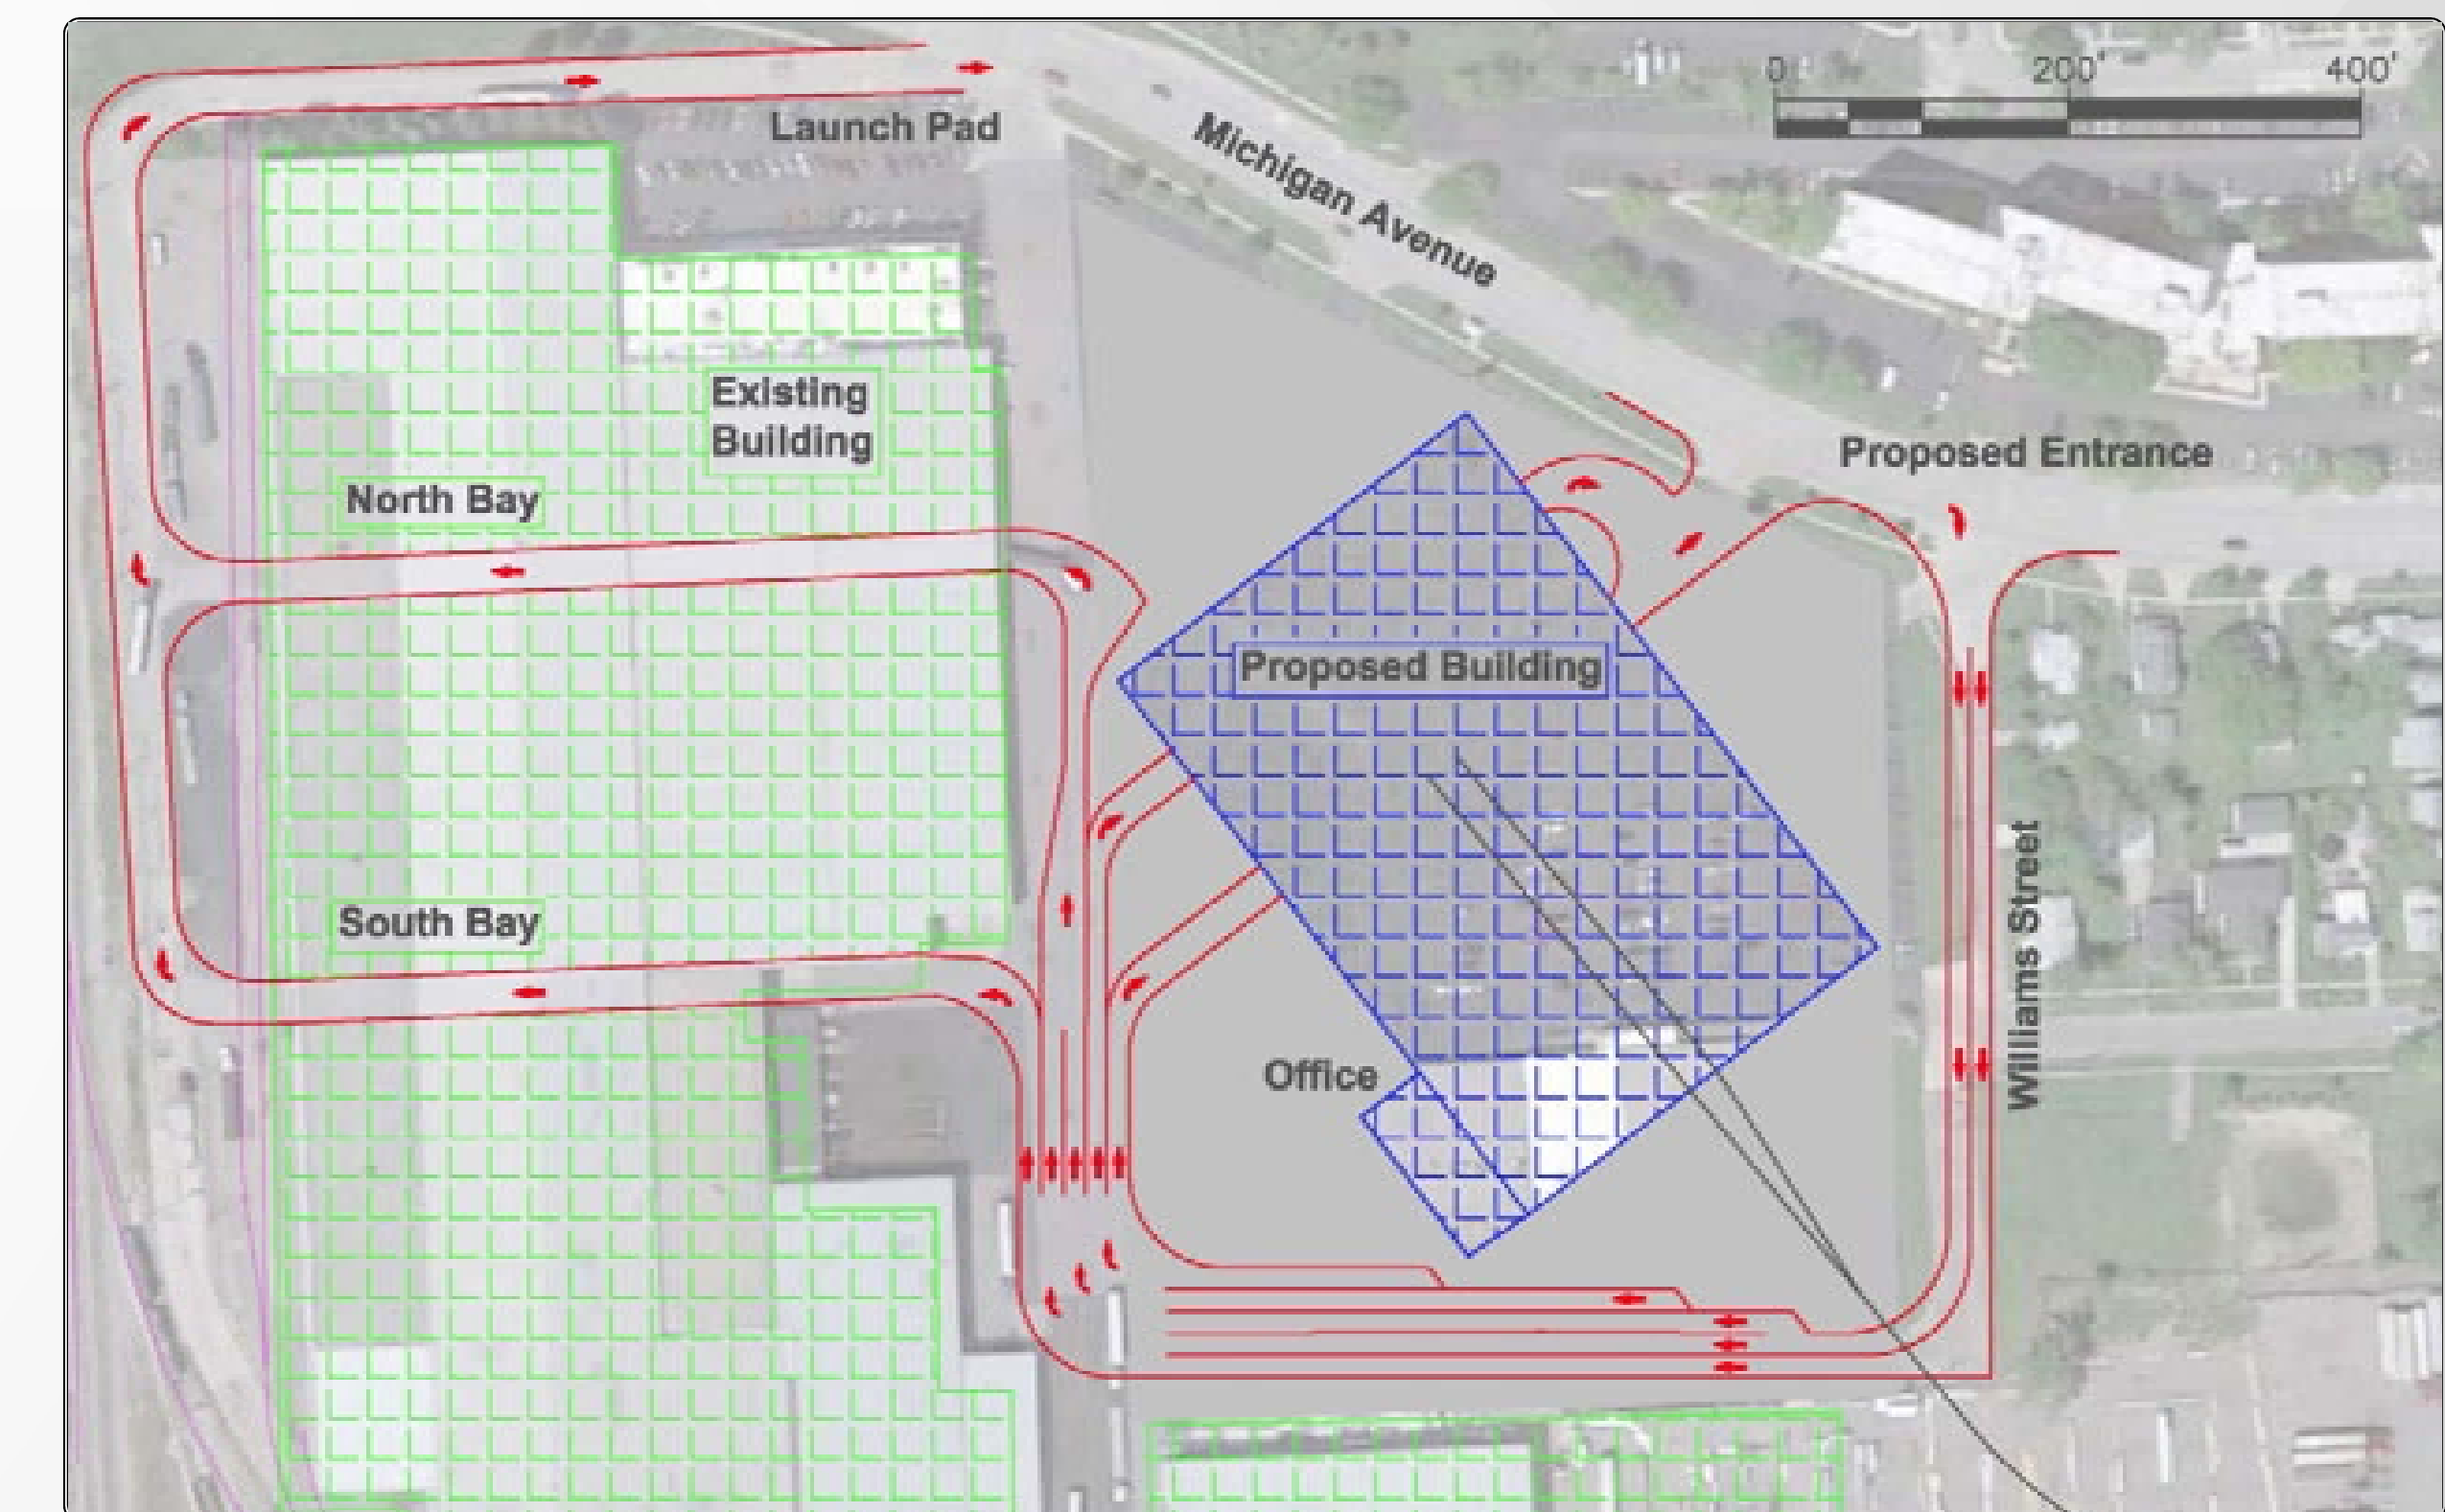 0 200' 400'
Launch Pad
Michigan Avenue
Existing
Building
Proposed Entrance
North Bay
Proposed Building
South Bay
Williams Street
Office